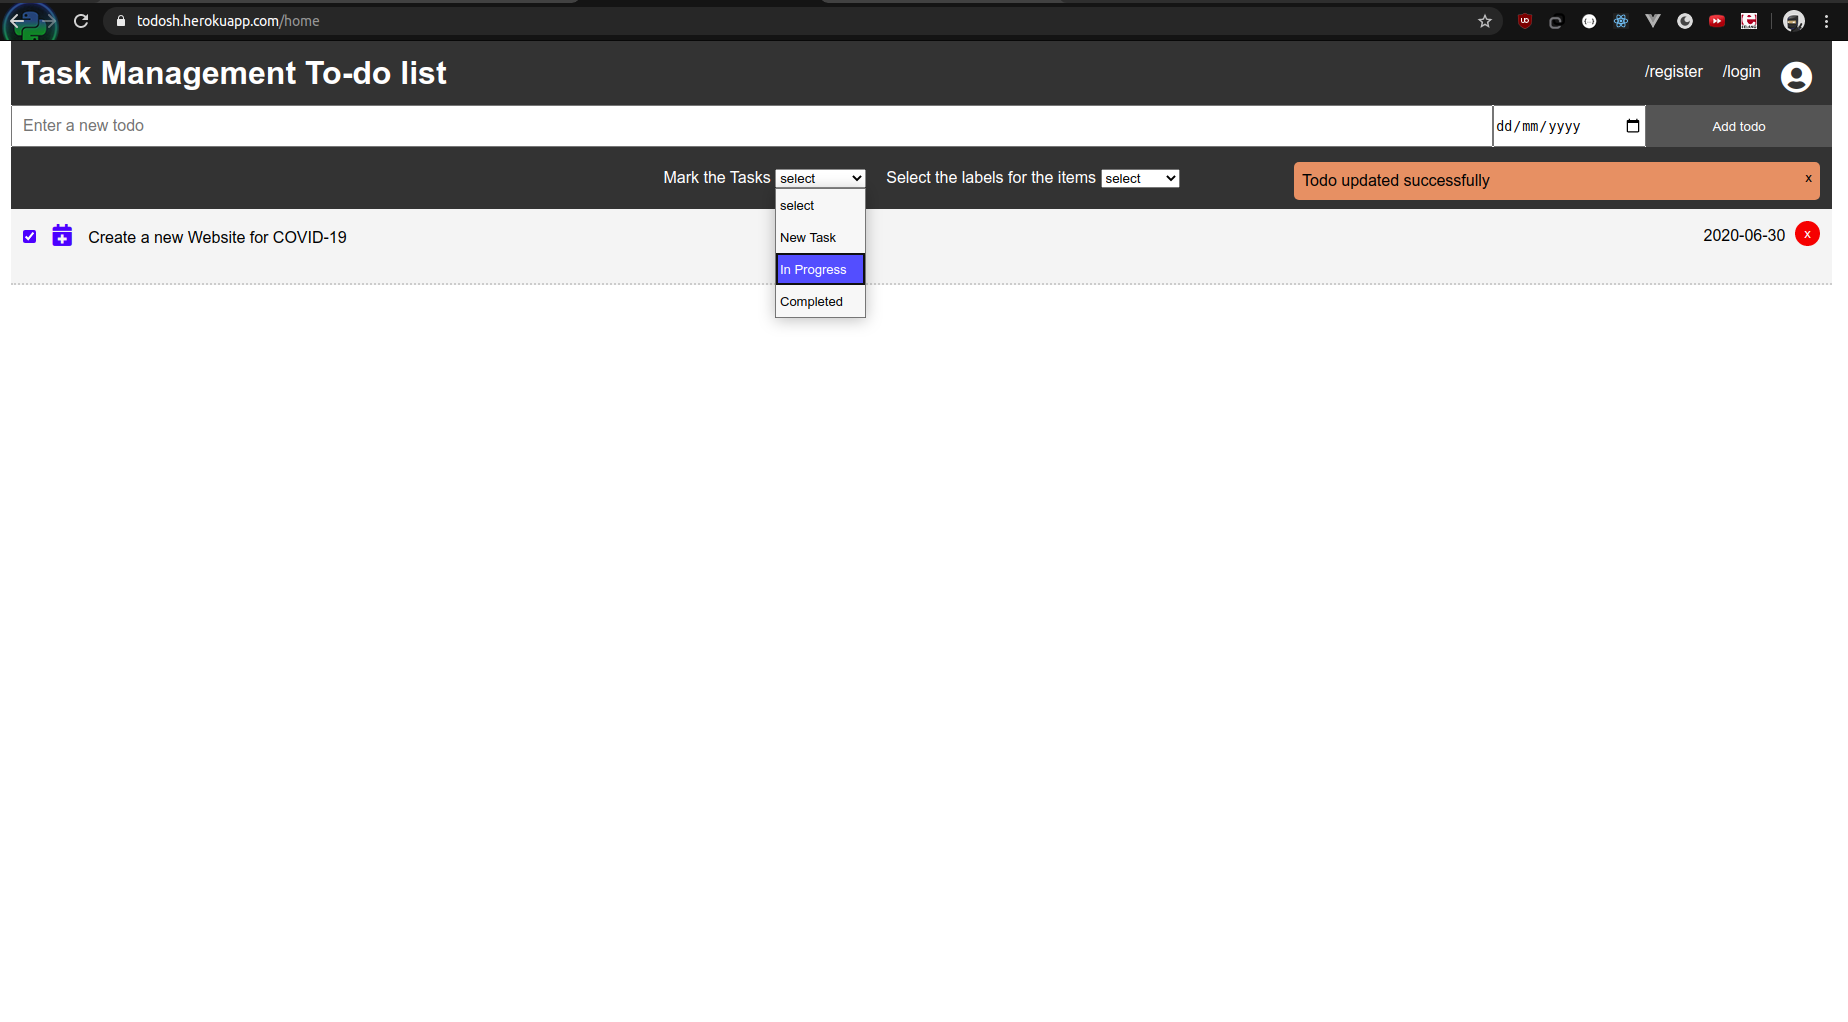 todosh.herokuapp.com/home
Task Management To-do list
/register /login
Enter a new todo
dd/mm/yyyy
Add todo
Mark the Tasks select
Select the labels for the items select
Todo updated successfully x
select
New Task
In Progress
Completed
Create a new Website for COVID-19
2020-06-30 x